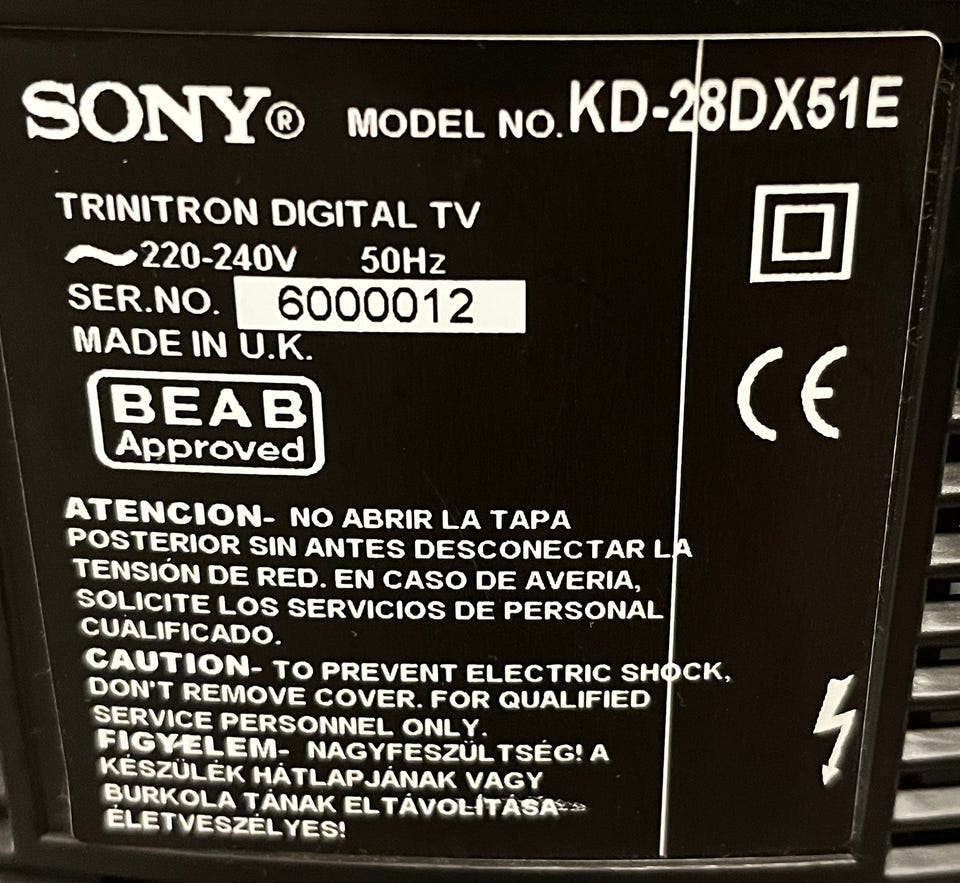 SONY® MODEL NO. KD-28DX51E
TRINITRON DIGITAL TV
~220-240V 50Hz
SER.NO. 6000012
MADE IN U.K.
BEAB
Approved
CE
ATENCION- NO ABRIR LA TAPA
POSTERIOR SIN ANTES DESCONECTAR LA
TENSIÓN DE RED. EN CASO DE AVERIA,
SOLICITE LOS SERVICIOS DE PERSONAL
CUALIFICADO.
CAUTION- TO PREVENT ELECTRIC SHOCK,
DON'T REMOVE COVER. FOR QUALIFIED
SERVICE PERSONNEL ONLY.
FIGYELEM- NAGYFESZÜLTSÉG! A
KÉSZÜLÉK HÁTLAPJÁNAK VAGY
BURKOLA TÁNAK ELTÁVOLÍTÁSA
ÉLETVESZÉLYES!